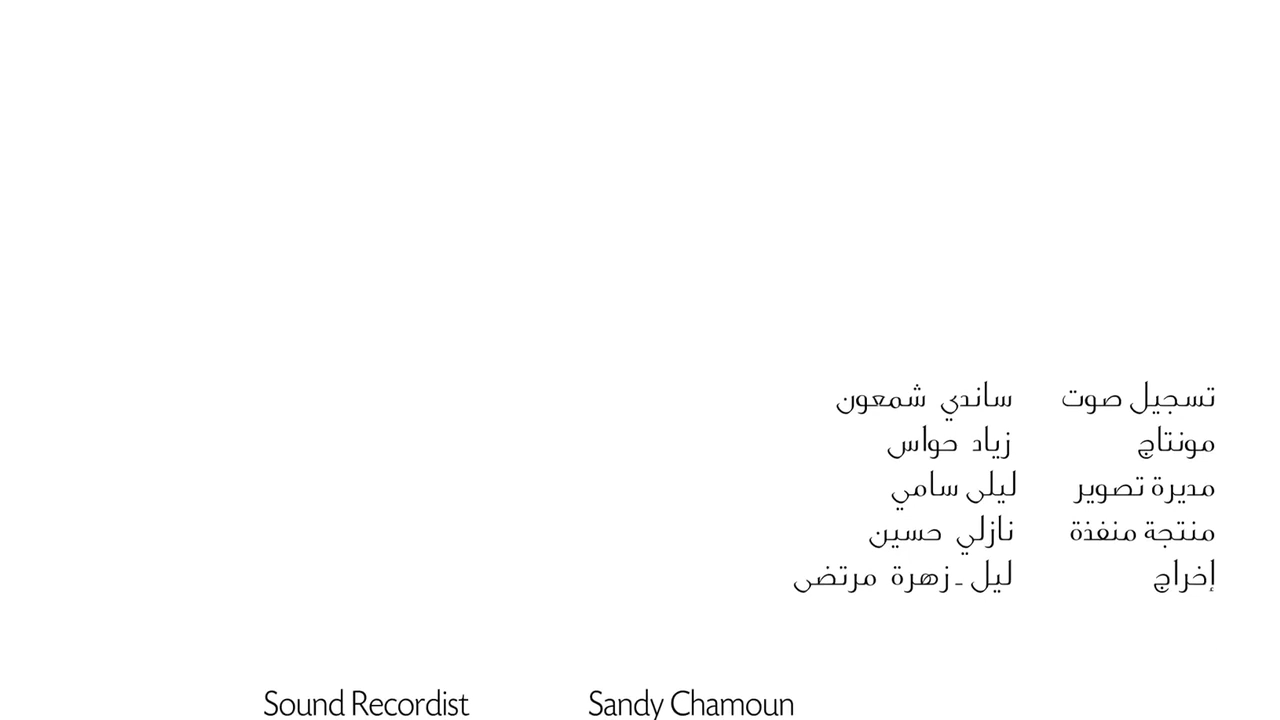 تسجيل صوت ساندي شمعون
مونتاج زياد حواس
مديرة تصوير ليلى سامي
منتجة منفذة نازلي حسين
إخراج ليل - زهرة مرتضى
Sound Recordist Sandy Chamoun